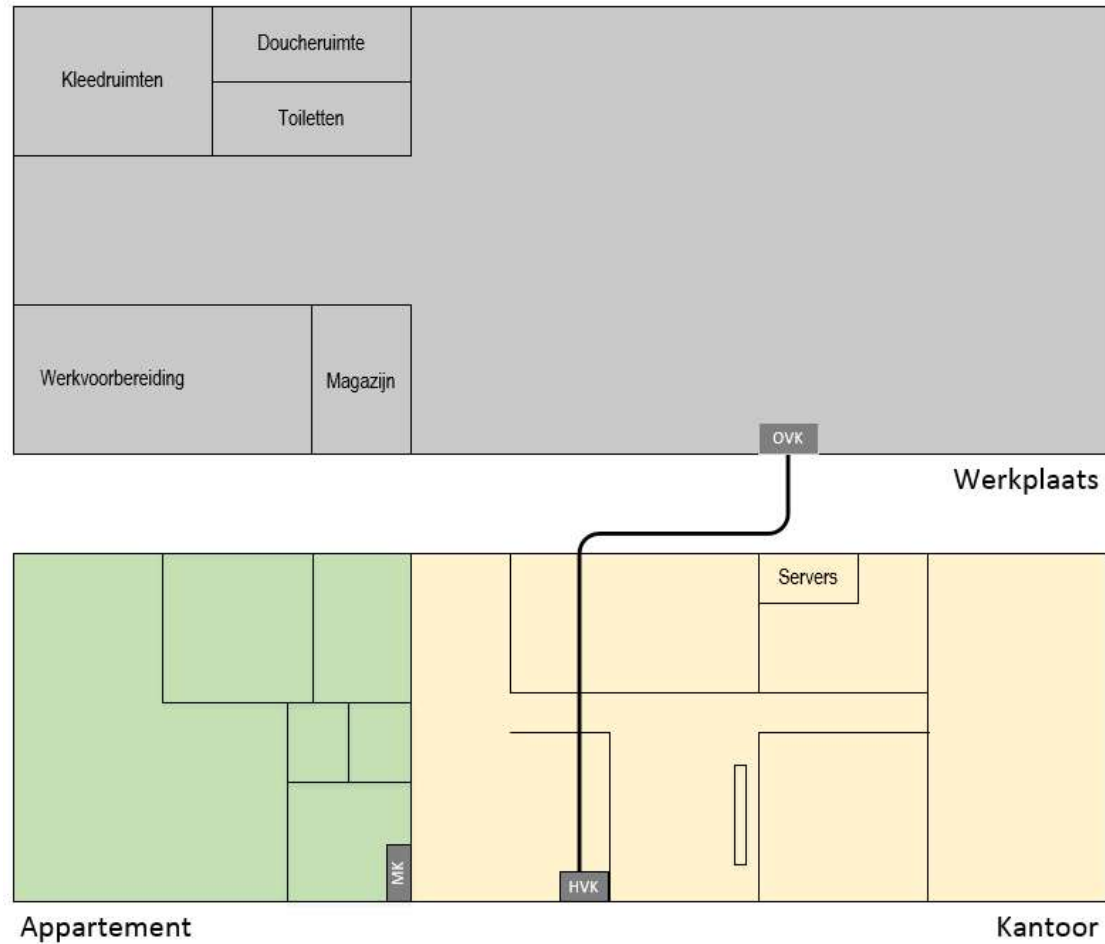 Doucheruimte
Kleedruimten
Toiletten
Werkvoorbereiding
Magazijn
OVK
Werkplaats
Servers
MK
HVK
Appartement
Kantoor